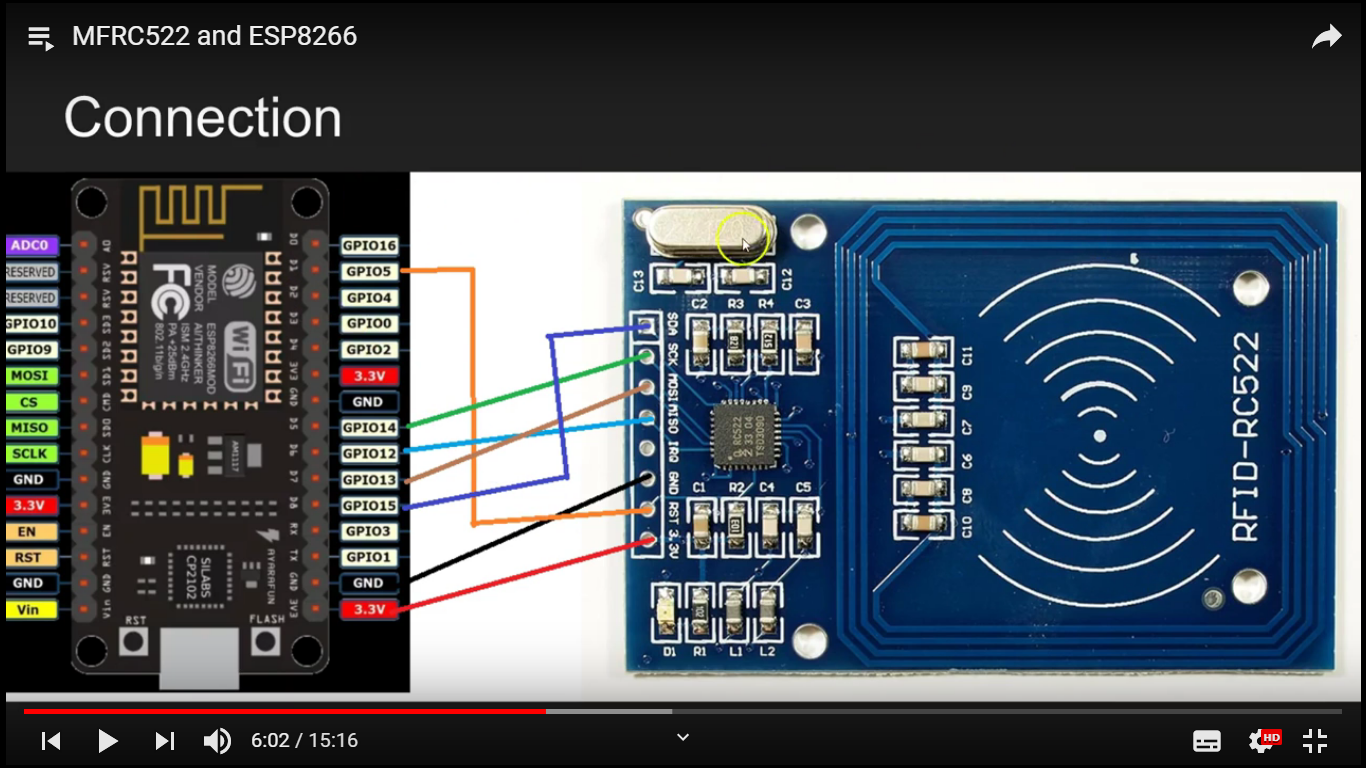 MFRC522 and ESP8266
Connection
ADC0
RESERVED
RESERVED
GPIO10
GPIO9
MOSI
CS
MISO
SCLK
GND
3.3V
EN
RST
GND
Vin
A0
RSV
RSV
SD3
SD2
SD1
CMD
SD0
CLK
GND
3V3
EN
RST
GND
Vin
MODEL
VENDOR
ESP8266MOD
AI/THINKER
ISM 2.4GHz
PA +25dBm
802.11b/g/n
FC
WiFi
AM1117
SILABS
CP2102
AYARAFUN
RST
FLASH
D0
D1
D2
D3
D4
3V3
GND
D5
D6
D7
D8
RX
TX
GND
3V3
GPIO16
GPIO5
GPIO4
GPIO0
GPIO2
3.3V
GND
GPIO14
GPIO12
GPIO13
GPIO15
GPIO3
GPIO1
GND
3.3V
C13
C12
C2 R3 R4 C3
SDA
SCK
MOSI
MISO
IRQ
GND
RST
3.3V
RC522
33 04
TSD3090
C1 R2 C4 C5
D1 R1 L1 L2
C11
C9
C7
C6
C8
C10
RFID-RC522
6:02 / 15:16
HD